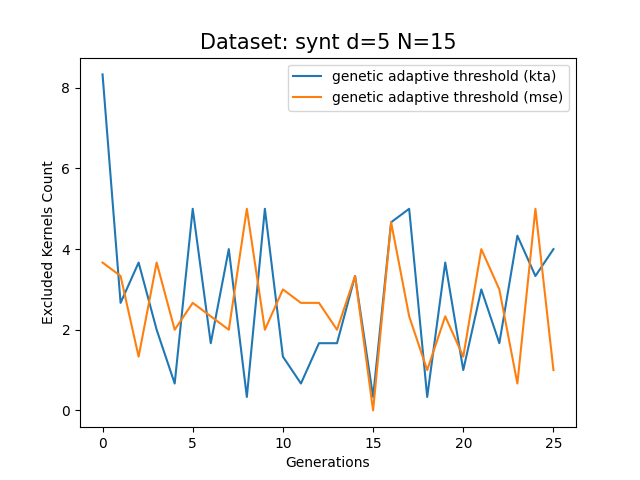 Dataset: synt d=5 N=15
genetic adaptive threshold (kta)
genetic adaptive threshold (mse)
Excluded Kernels Count
8
6
4
2
0
0 5 10 15 20 25
Generations